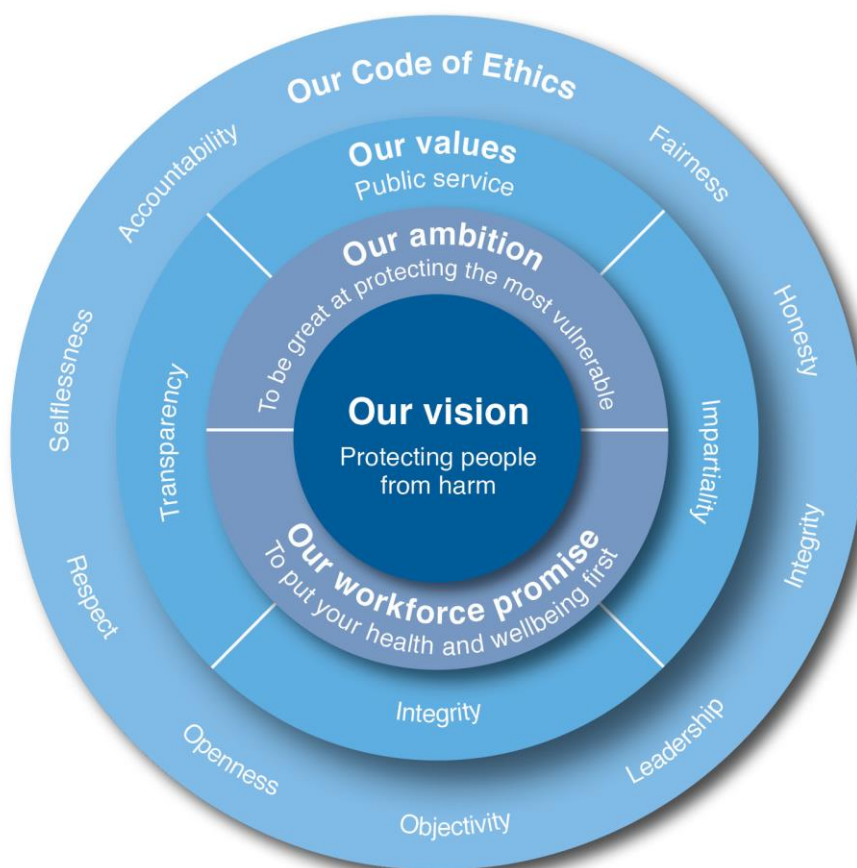 Our Code of Ethics
Fairness
Honesty
Integrity
Leadership
Objectivity
Openness
Respect
Selflessness
Accountability
Our values
Public service
Impartiality
Integrity
Transparency
Our ambition
To be great at protecting the most vulnerable
Our vision
Protecting people
from harm
Our workforce promise
To put your health and wellbeing first